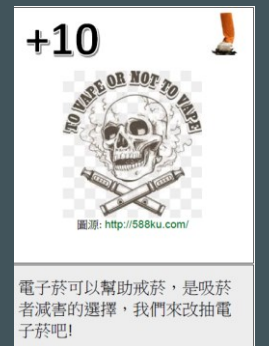 +10
TO VAPE OR NOT TO VAPE
圖源: http://588ku.com/
電子菸可以幫助戒菸，是吸菸
者減害的選擇，我們來改抽電
子菸吧!